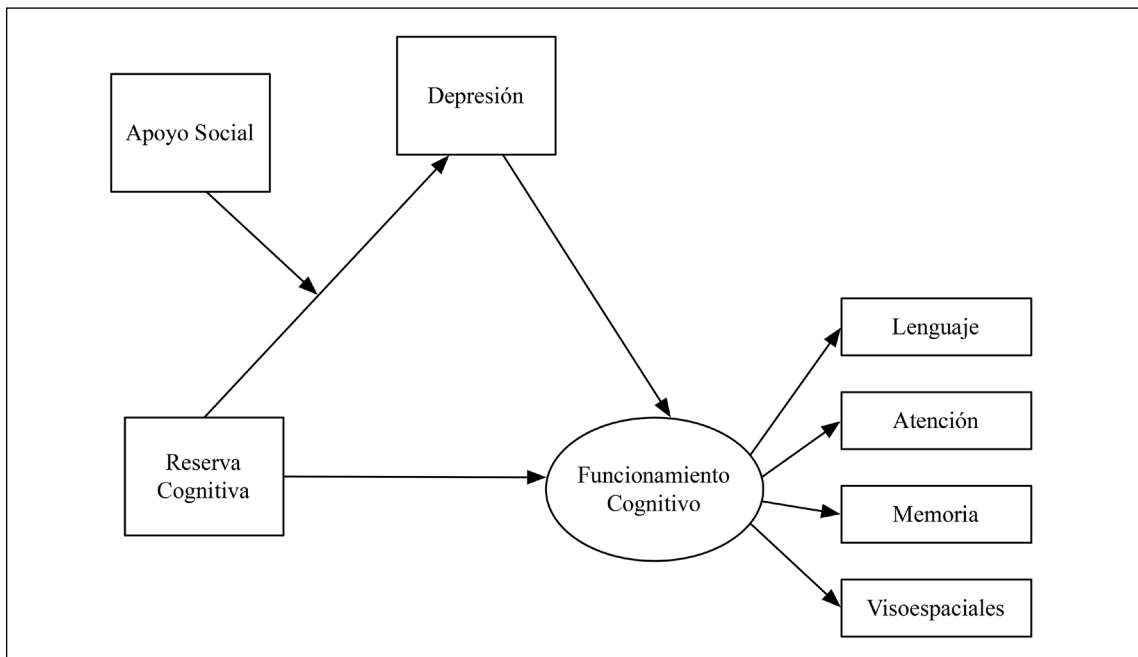 Depresión
Apoyo Social
Lenguaje
Atención
Reserva
Cognitiva
Funcionamiento
Cognitivo
Memoria
Visoespaciales